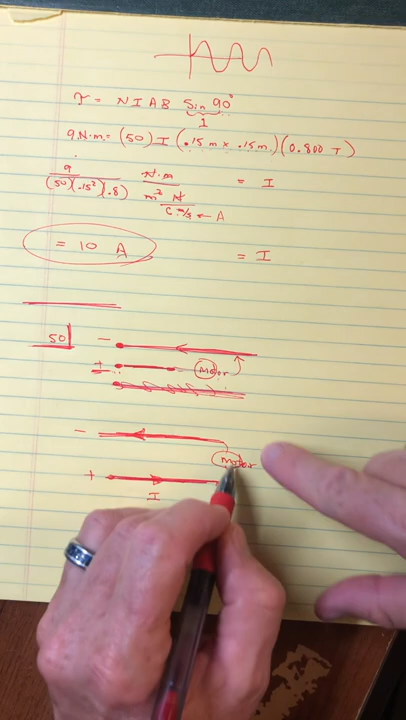 τ = NIAB Sin 90°
1
9 N·m = (50) I (.15 m x .15 m) (0.800 T)
9 / (50)(.15²)(.8) N·m / m² N / C·m/s ← A = I
= 10 A = I
50 -
+ Motor
-
+ Motor
I